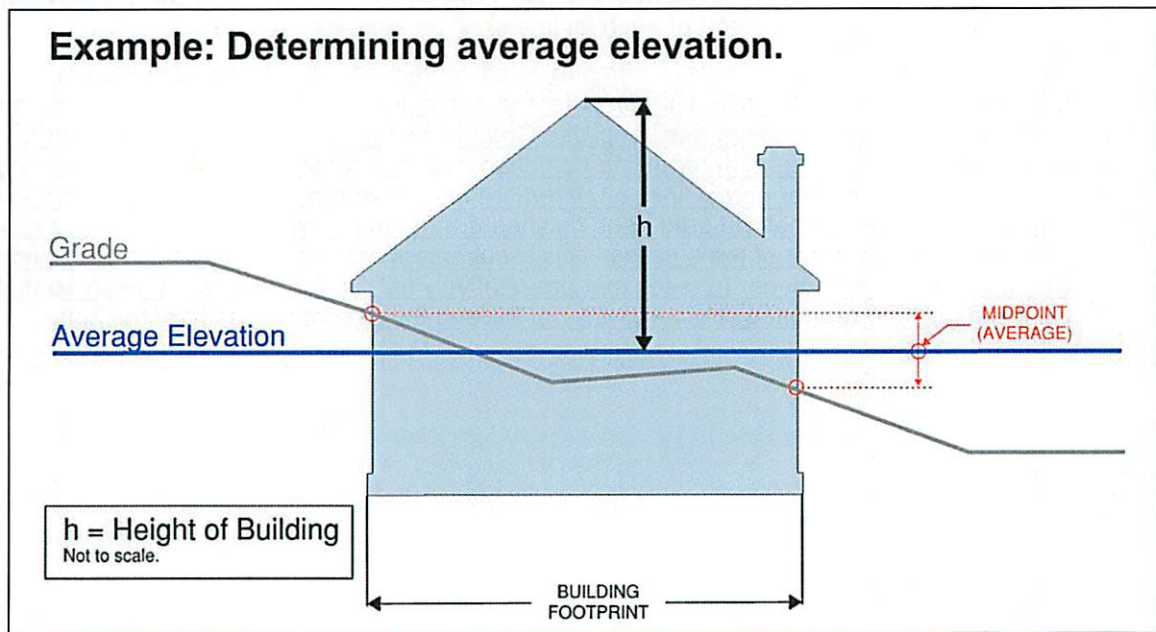 Example: Determining average elevation.
h
Grade
Average Elevation
MIDPOINT
(AVERAGE)
h = Height of Building
Not to scale.
BUILDING
FOOTPRINT